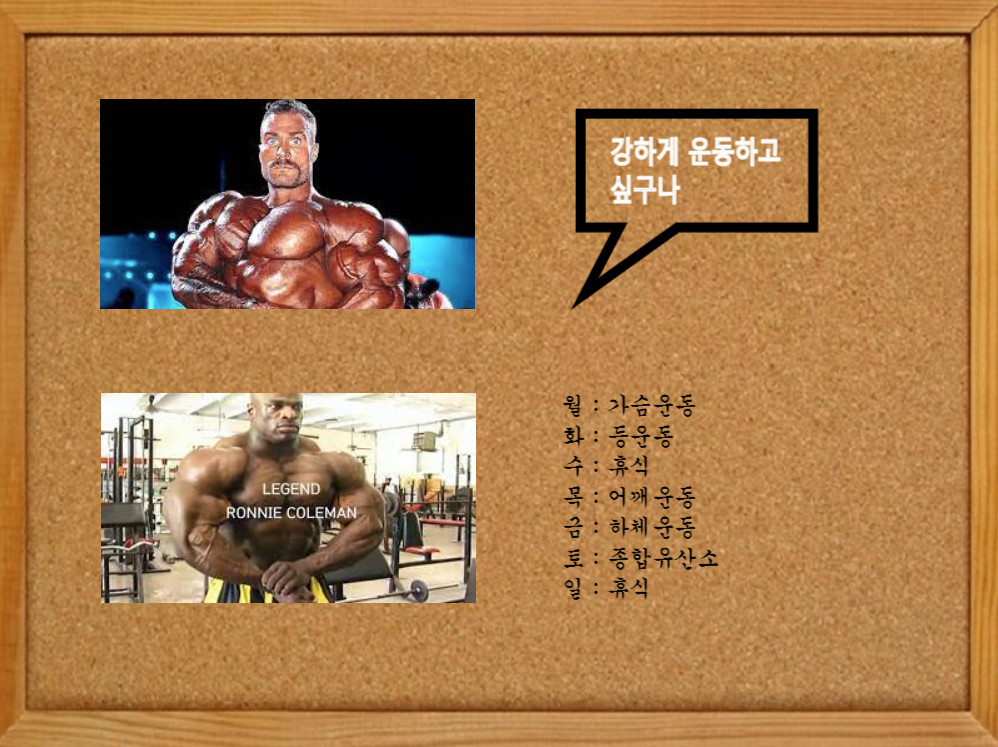 강하게 운동하고
싶구나
LEGEND
RONNIE COLEMAN
월 : 가슴운동
화 : 등운동
수 : 휴식
목 : 어깨운동
금 : 하체운동
토 : 종합유산소
일 : 휴식